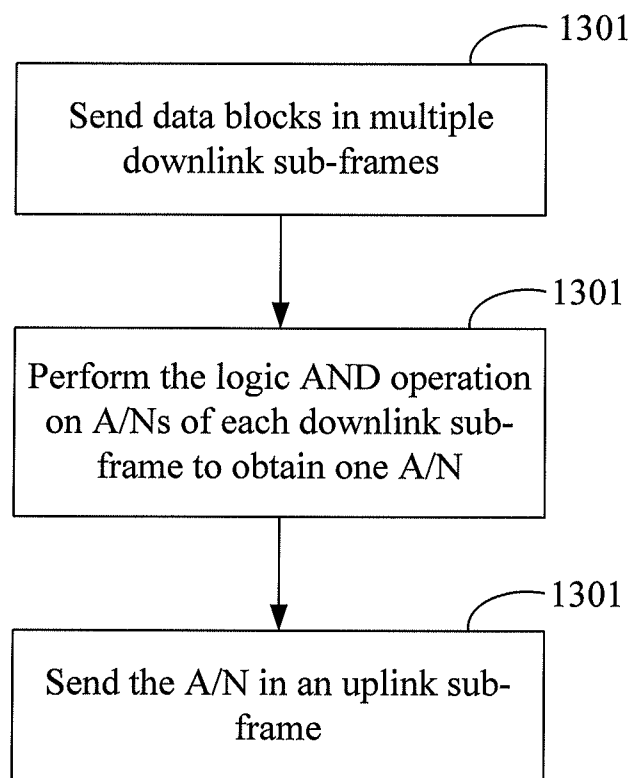 1301
Send data blocks in multiple
downlink sub-frames
1301
Perform the logic AND operation
on A/Ns of each downlink sub-
frame to obtain one A/N
1301
Send the A/N in an uplink sub-
frame